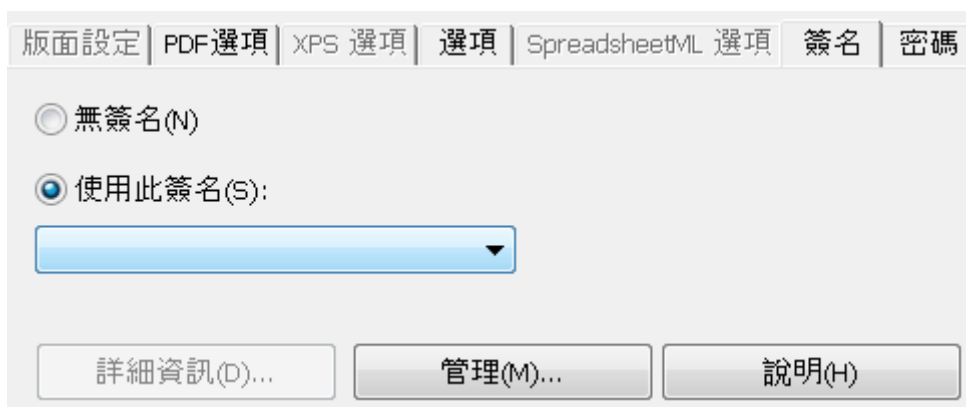 版面設定 PDF選項 XPS 選項 選項 SpreadsheetML 選項 簽名 密碼
無簽名(N)
使用此簽名(S):
詳細資訊(D)... 管理(M)... 說明(H)